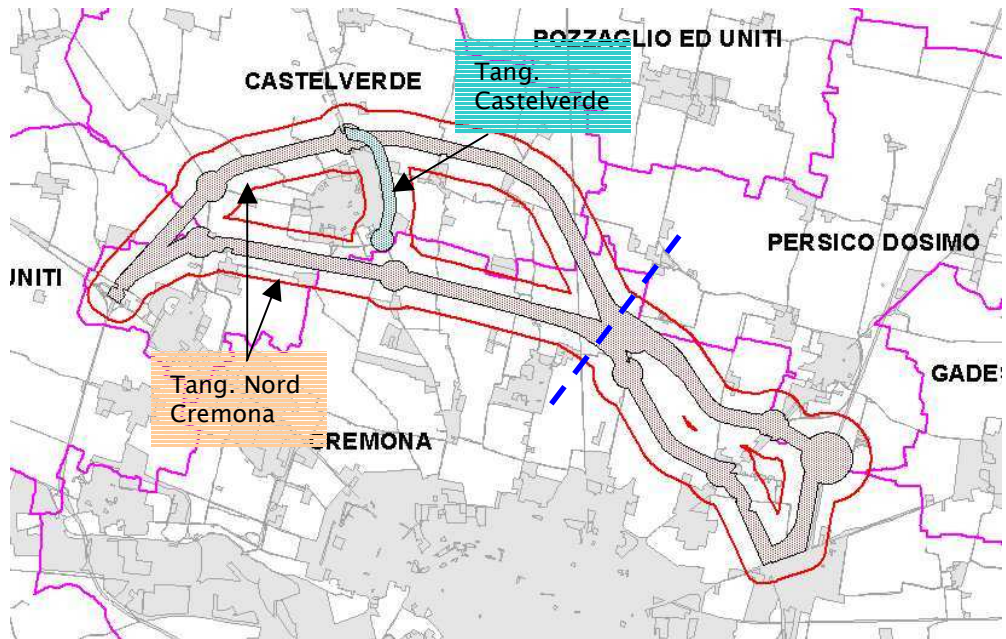 POZZAGLIO ED UNITI
CASTELVERDE
Tang.
Castelverde
PERSICO DOSIMO
UNITI
GADES
Tang. Nord
Cremona
CREMONA